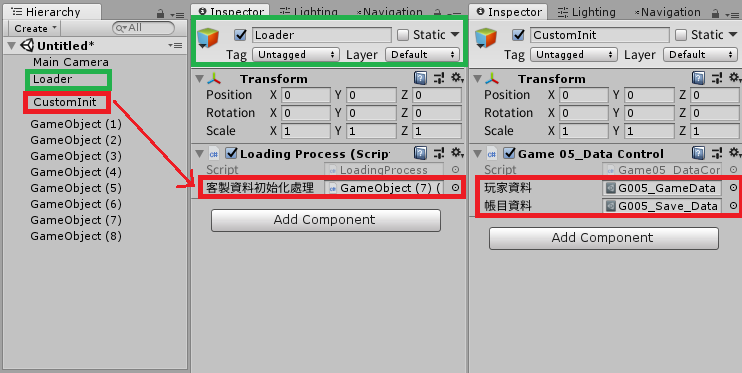 Hierarchy
Create
All
Untitled*
Main Camera
Loader
CustomInit
GameObject (1)
GameObject (2)
GameObject (3)
GameObject (4)
GameObject (5)
GameObject (6)
GameObject (7)
GameObject (8)
Inspector Lighting Navigation
Loader Static
Tag Untagged Layer Default
Transform
Position X 0 Y 0 Z 0
Rotation X 0 Y 0 Z 0
Scale X 1 Y 1 Z 1
Loading Process (Script
Script LoadingProcess
客製資料初始化處理 GameObject (7) (
Add Component
Inspector Lighting Navigation
CustomInit Static
Tag Untagged Layer Default
Transform
Position X 0 Y 0 Z 0
Rotation X 0 Y 0 Z 0
Scale X 1 Y 1 Z 1
Game 05_Data Control
Script Game05_DataCor
玩家資料 G005_GameData
帳目資料 G005_Save_Data
Add Component